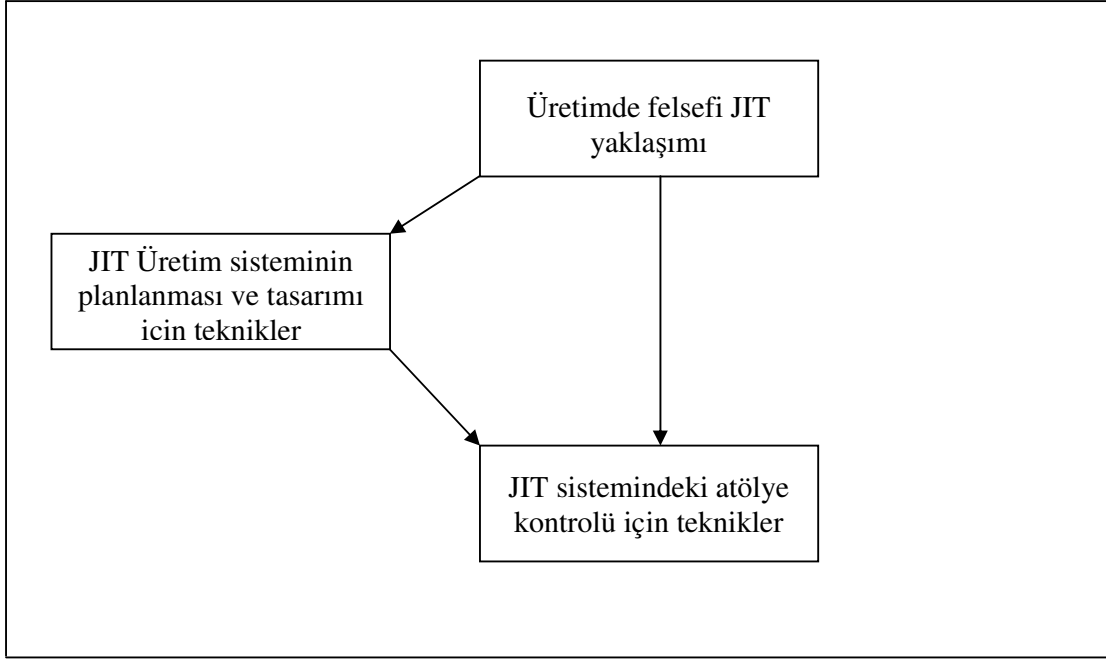 Üretimde felsefi JIT
yaklaşımı
JIT Üretim sisteminin
planlanması ve tasarımı
icin teknikler
JIT sistemindeki atölye
kontrolü için teknikler